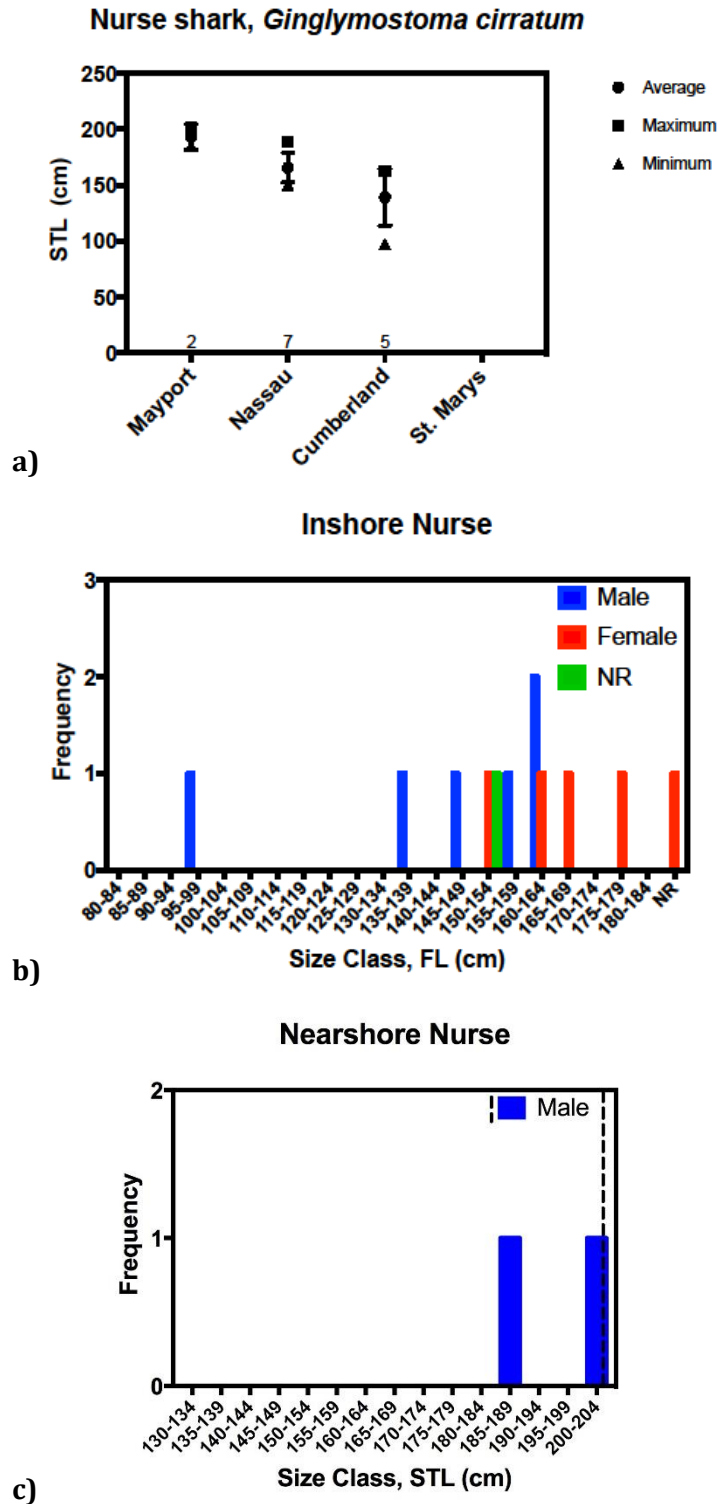 Nurse shark, Ginglymostoma cirratum
250
200
150
100
50
0
STL (cm)
Average
Maximum
Minimum
2
7
5
Mayport
Nassau
Cumberland
St. Marys
a)
Inshore Nurse
3
2
1
0
Frequency
Male
Female
NR
80-84
85-89
90-94
95-99
100-104
105-109
110-114
115-119
120-124
125-129
130-134
135-139
140-144
145-149
150-154
155-159
160-164
165-169
170-174
175-179
180-184
NR
Size Class, FL (cm)
b)
Nearshore Nurse
2
1
0
Frequency
Male
130-134
135-139
140-144
145-149
150-154
155-159
160-164
165-169
170-174
175-179
180-184
185-189
190-194
195-199
200-204
Size Class, STL (cm)
c)